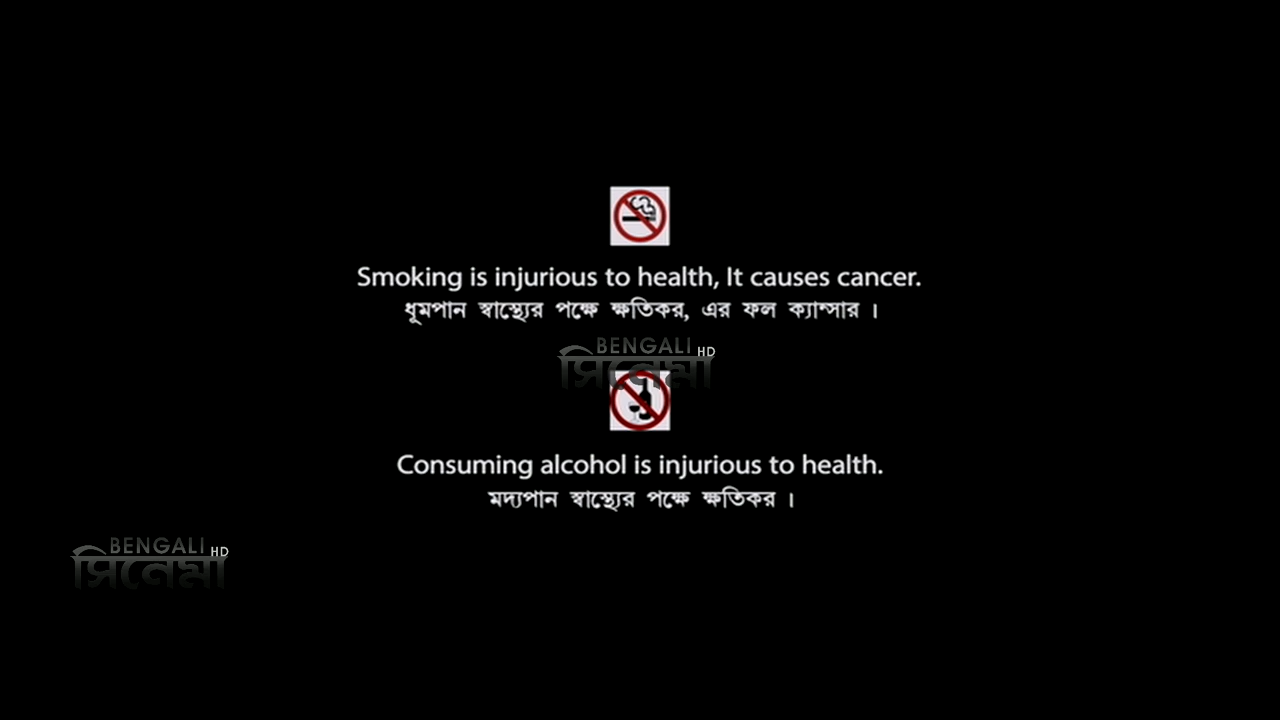 Smoking is injurious to health, It causes cancer.
ধূমপান স্বাস্থ্যের পক্ষে ক্ষতিকর, এর ফল ক্যান্সার ।
BENGALI HD
সিনেমা
Consuming alcohol is injurious to health.
মদ্যপান স্বাস্থ্যের পক্ষে ক্ষতিকর ।
BENGALI HD
সিনেমা